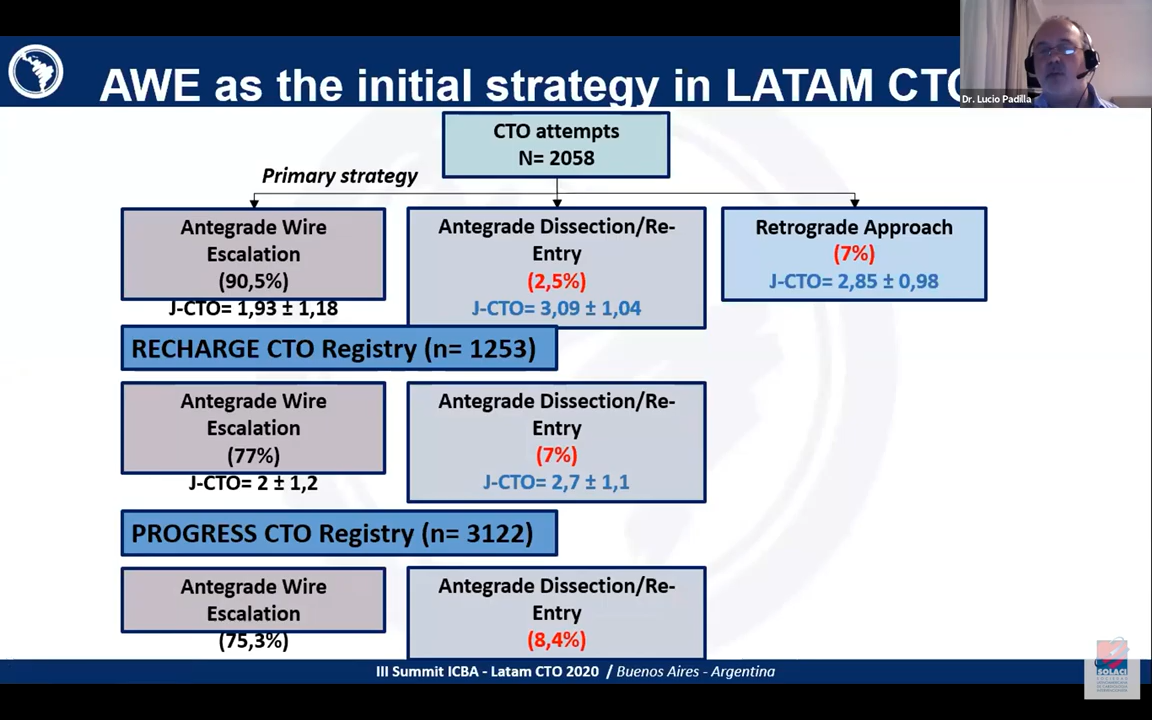 AWE as the initial strategy in LATAM CTO
Dr. Lucio Padilla
CTO attempts
N= 2058
Primary strategy
Antegrade Wire
Escalation
(90,5%)
J-CTO= 1,93 ± 1,18
Antegrade Dissection/Re-
Entry
(2,5%)
J-CTO= 3,09 ± 1,04
Retrograde Approach
(7%)
J-CTO= 2,85 ± 0,98
RECHARGE CTO Registry (n= 1253)
Antegrade Wire
Escalation
(77%)
J-CTO= 2 ± 1,2
Antegrade Dissection/Re-
Entry
(7%)
J-CTO= 2,7 ± 1,1
PROGRESS CTO Registry (n= 3122)
Antegrade Wire
Escalation
(75,3%)
Antegrade Dissection/Re-
Entry
(8,4%)
III Summit ICBA - Latam CTO 2020 / Buenos Aires - Argentina
SOLACI